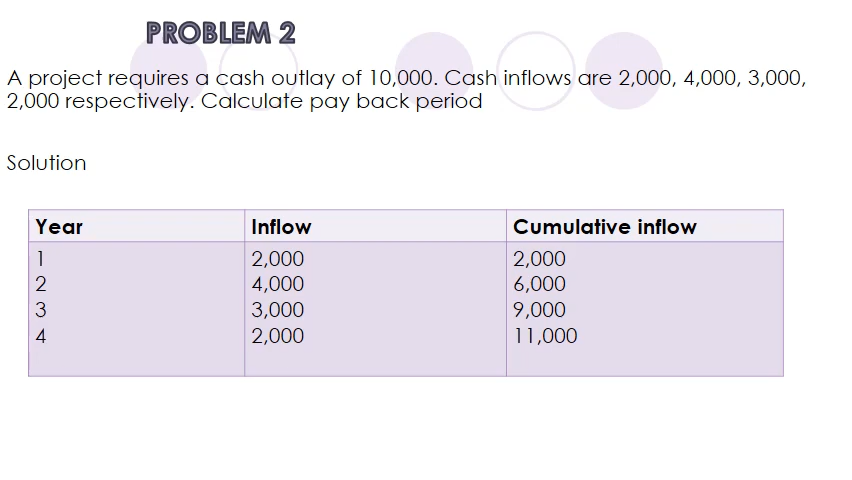 PROBLEM 2
A project requires a cash outlay of 10,000. Cash inflows are 2,000, 4,000, 3,000,
2,000 respectively. Calculate pay back period
Solution
Year Inflow Cumulative inflow
1 2,000 2,000
2 4,000 6,000
3 3,000 9,000
4 2,000 11,000